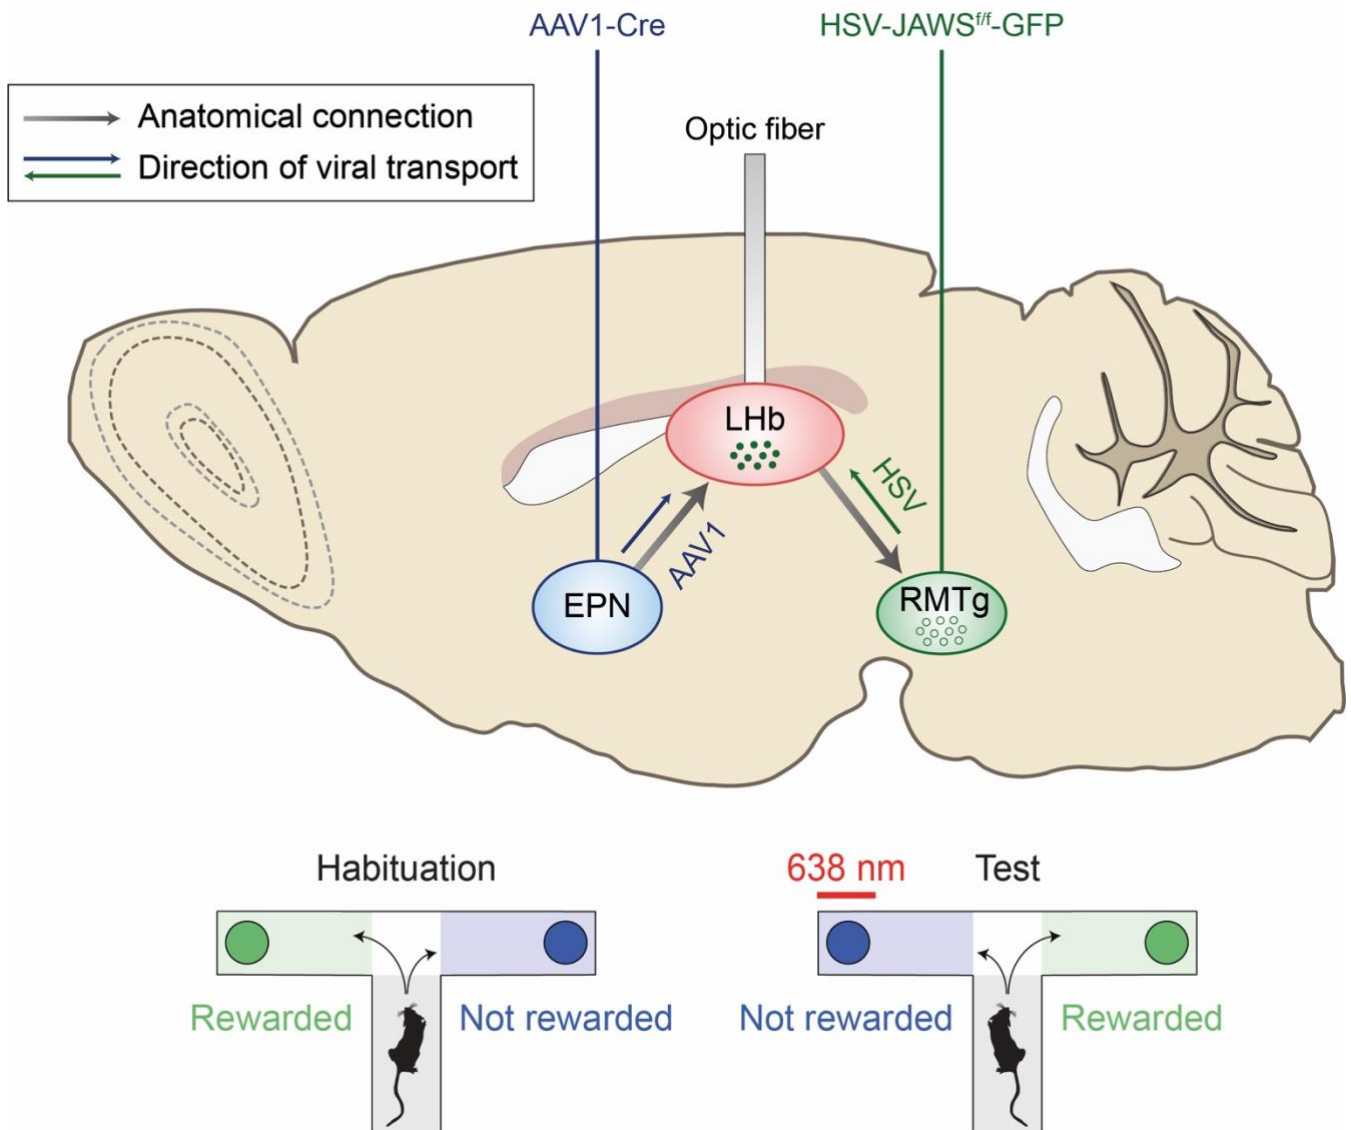 AAV1-Cre
HSV-JAWSf/f-GFP
Anatomical connection
Direction of viral transport
Optic fiber
LHb
HSV
AAV1
EPN
RMTg
Habituation
638 nm
Test
Rewarded
Not rewarded
Not rewarded
Rewarded